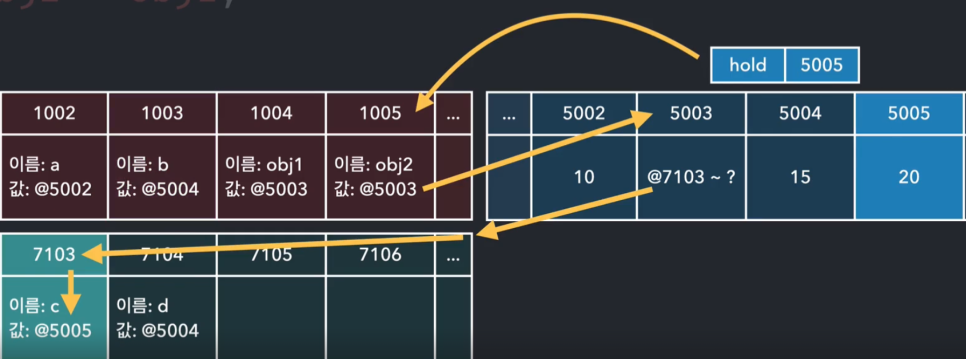 hold 5005
1002 1003 1004 1005 ...
이름: a 이름: b 이름: obj1 이름: obj2
값: @5002 값: @5004 값: @5003 값: @5003
... 5002 5003 5004 5005
10 @7103 ~ ? 15 20
7103 7104 7105 7106 ...
이름: c 이름: d
값: @5005 값: @5004